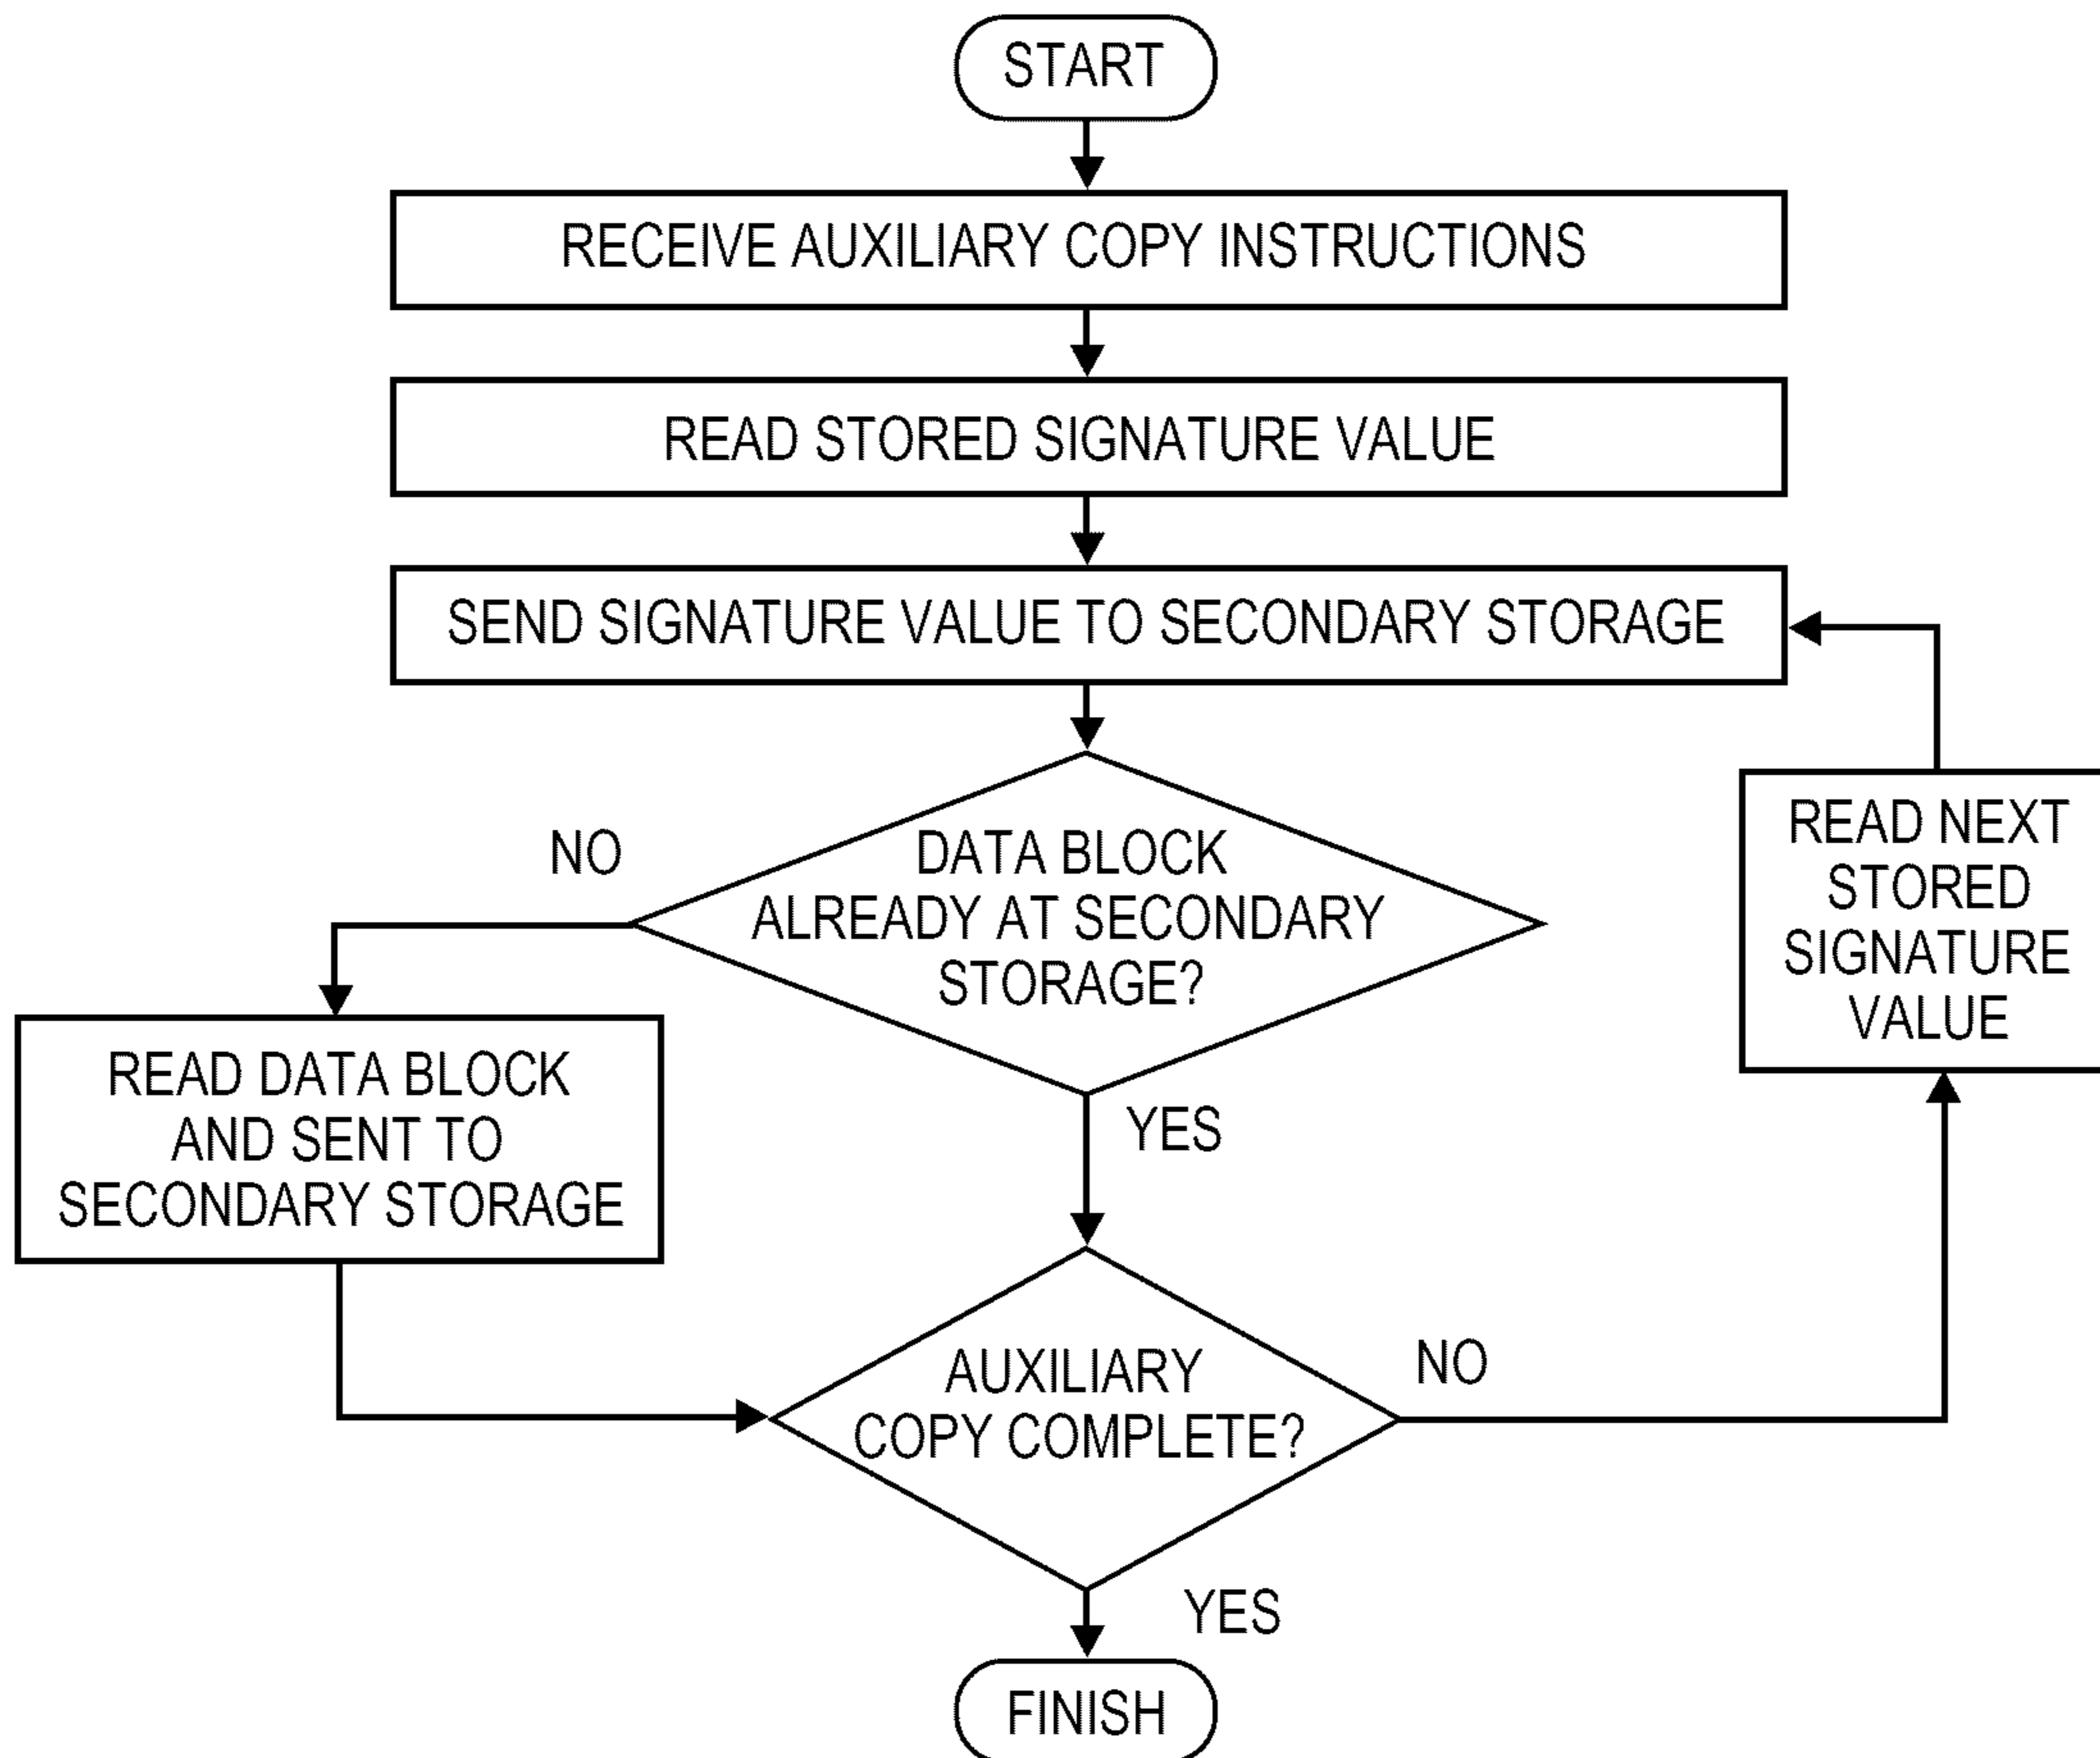 START
RECEIVE AUXILIARY COPY INSTRUCTIONS
READ STORED SIGNATURE VALUE
SEND SIGNATURE VALUE TO SECONDARY STORAGE
NO
DATA BLOCK
ALREADY AT SECONDARY
STORAGE?
READ NEXT
STORED
SIGNATURE
VALUE
READ DATA BLOCK
AND SENT TO
SECONDARY STORAGE
YES
AUXILIARY
COPY COMPLETE?
NO
YES
FINISH